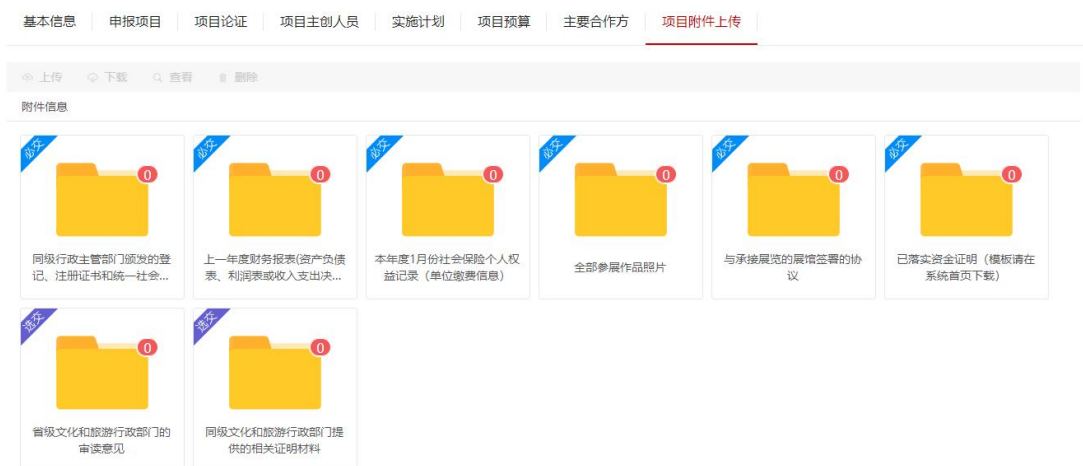 基本信息 申报项目 项目论证 项目主创人员 实施计划 项目预算 主要合作方 项目附件上传
上传 下载 查看 删除
附件信息
必交 必交 必交 必交 必交 必交
0 0 0 0 0 0
同级行政主管部门颁发的登 上一年度财务报表(资产负债 本年度1月份社会保险个人权 全部参展作品照片 与承接展览的展馆签署的协 已落实资金证明（模板请在
记、注册证书和统一社会... 表、利润表或收入支出决... 益记录（单位缴费信息） 议 系统首页下载）
选交 选交
0 0
省级文化和旅游行政部门的 同级文化和旅游行政部门提
审读意见 供的相关证明材料